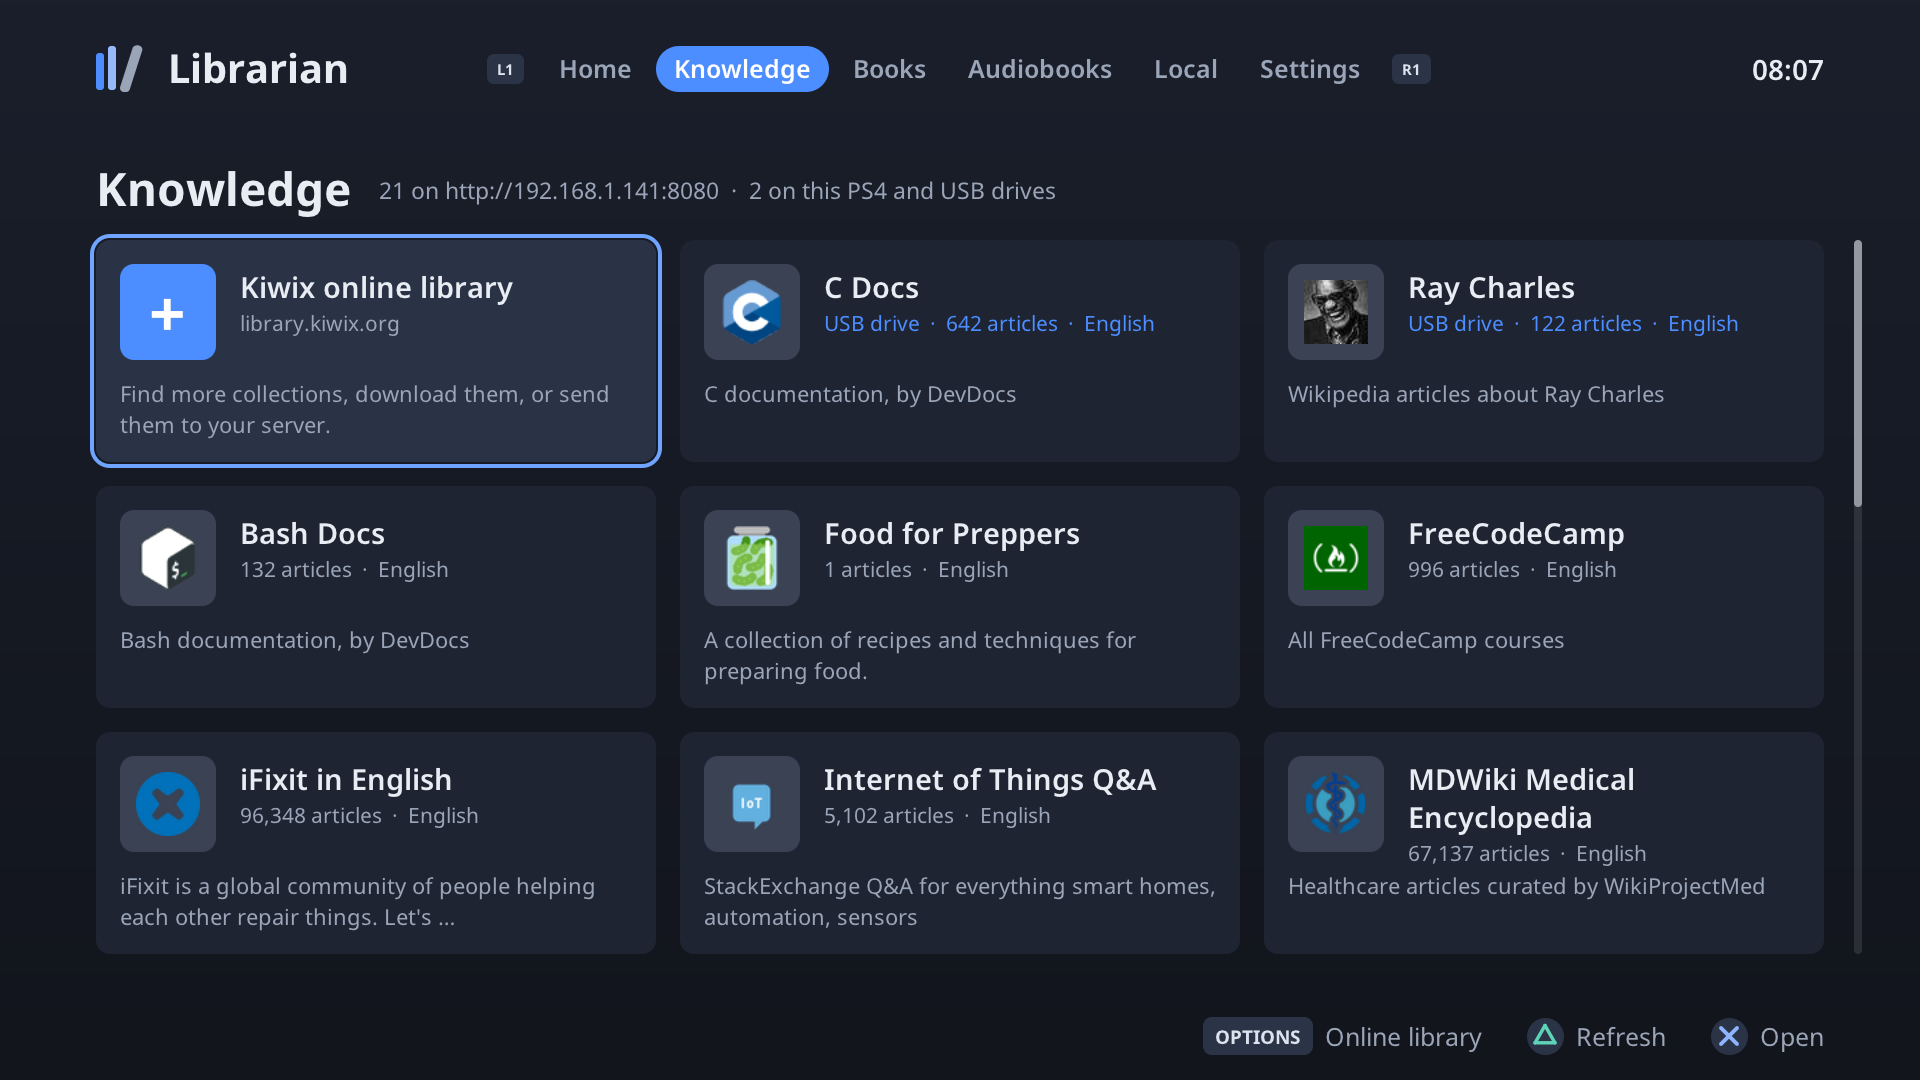 Librarian
L1
Home
Knowledge
Books
Audiobooks
Local
Settings
R1
08:07
Knowledge
21 on http://192.168.1.141:8080 · 2 on this PS4 and USB drives
Kiwix online library
library.kiwix.org
Find more collections, download them, or send
them to your server.
C Docs
USB drive · 642 articles · English
C documentation, by DevDocs
Ray Charles
USB drive · 122 articles · English
Wikipedia articles about Ray Charles
Bash Docs
132 articles · English
Bash documentation, by DevDocs
Food for Preppers
1 articles · English
A collection of recipes and techniques for
preparing food.
FreeCodeCamp
996 articles · English
All FreeCodeCamp courses
iFixit in English
96,348 articles · English
iFixit is a global community of people helping
each other repair things. Let's ...
IoT
Internet of Things Q&A
5,102 articles · English
StackExchange Q&A for everything smart homes,
automation, sensors
MDWiki Medical
Encyclopedia
67,137 articles · English
Healthcare articles curated by WikiProjectMed
OPTIONS Online library
Refresh
Open